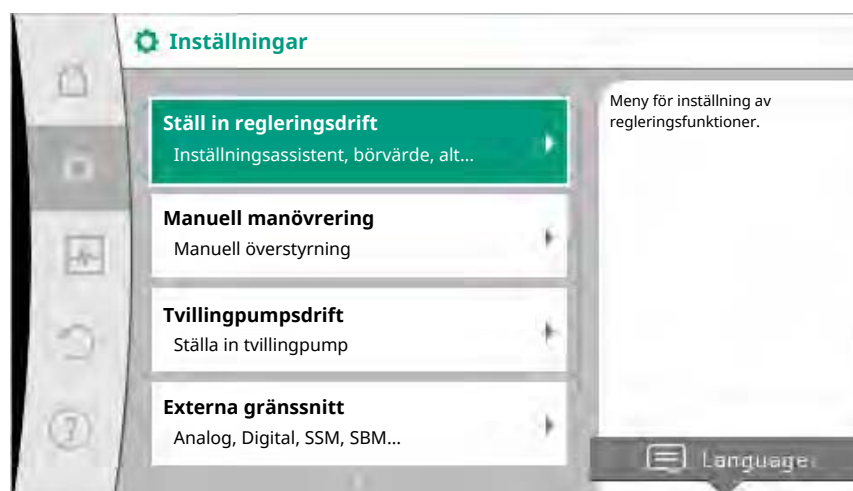 Inställningar
Ställ in regleringsdrift
Inställningsassistent, börvärde, alt...
Manuell manövrering
Manuell överstyrning
Tvillingpumpsdrift
Ställa in tvillingpump
Externa gränssnitt
Analog, Digital, SSM, SBM...
Meny för inställning av
regleringsfunktioner.
Language